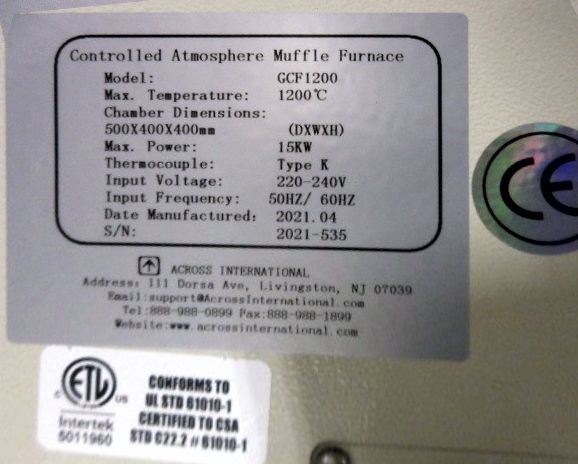 Controlled Atmosphere Muffle Furnace
Model: GCF1200
Max. Temperature: 1200℃
Chamber Dimensions:
500X400X400mm (DXWXH)
Max. Power: 15KW
Thermocouple: Type K
Input Voltage: 220-240V
Input Frequency: 50HZ/ 60HZ
Date Manufactured: 2021.04
S/N: 2021-535
ACROSS INTERNATIONAL
Address: 111 Dorsa Ave, Livingston, NJ 07039
Email:support@AcrossInternational.com
Tel:888-988-0899 Fax:888-988-1899
Website:www.acrossinternational.com
CE
ETL
c us
Intertek
5011960
CONFORMS TO
UL STD 61010-1
CERTIFIED TO CSA
STD C22.2 # 61010-1